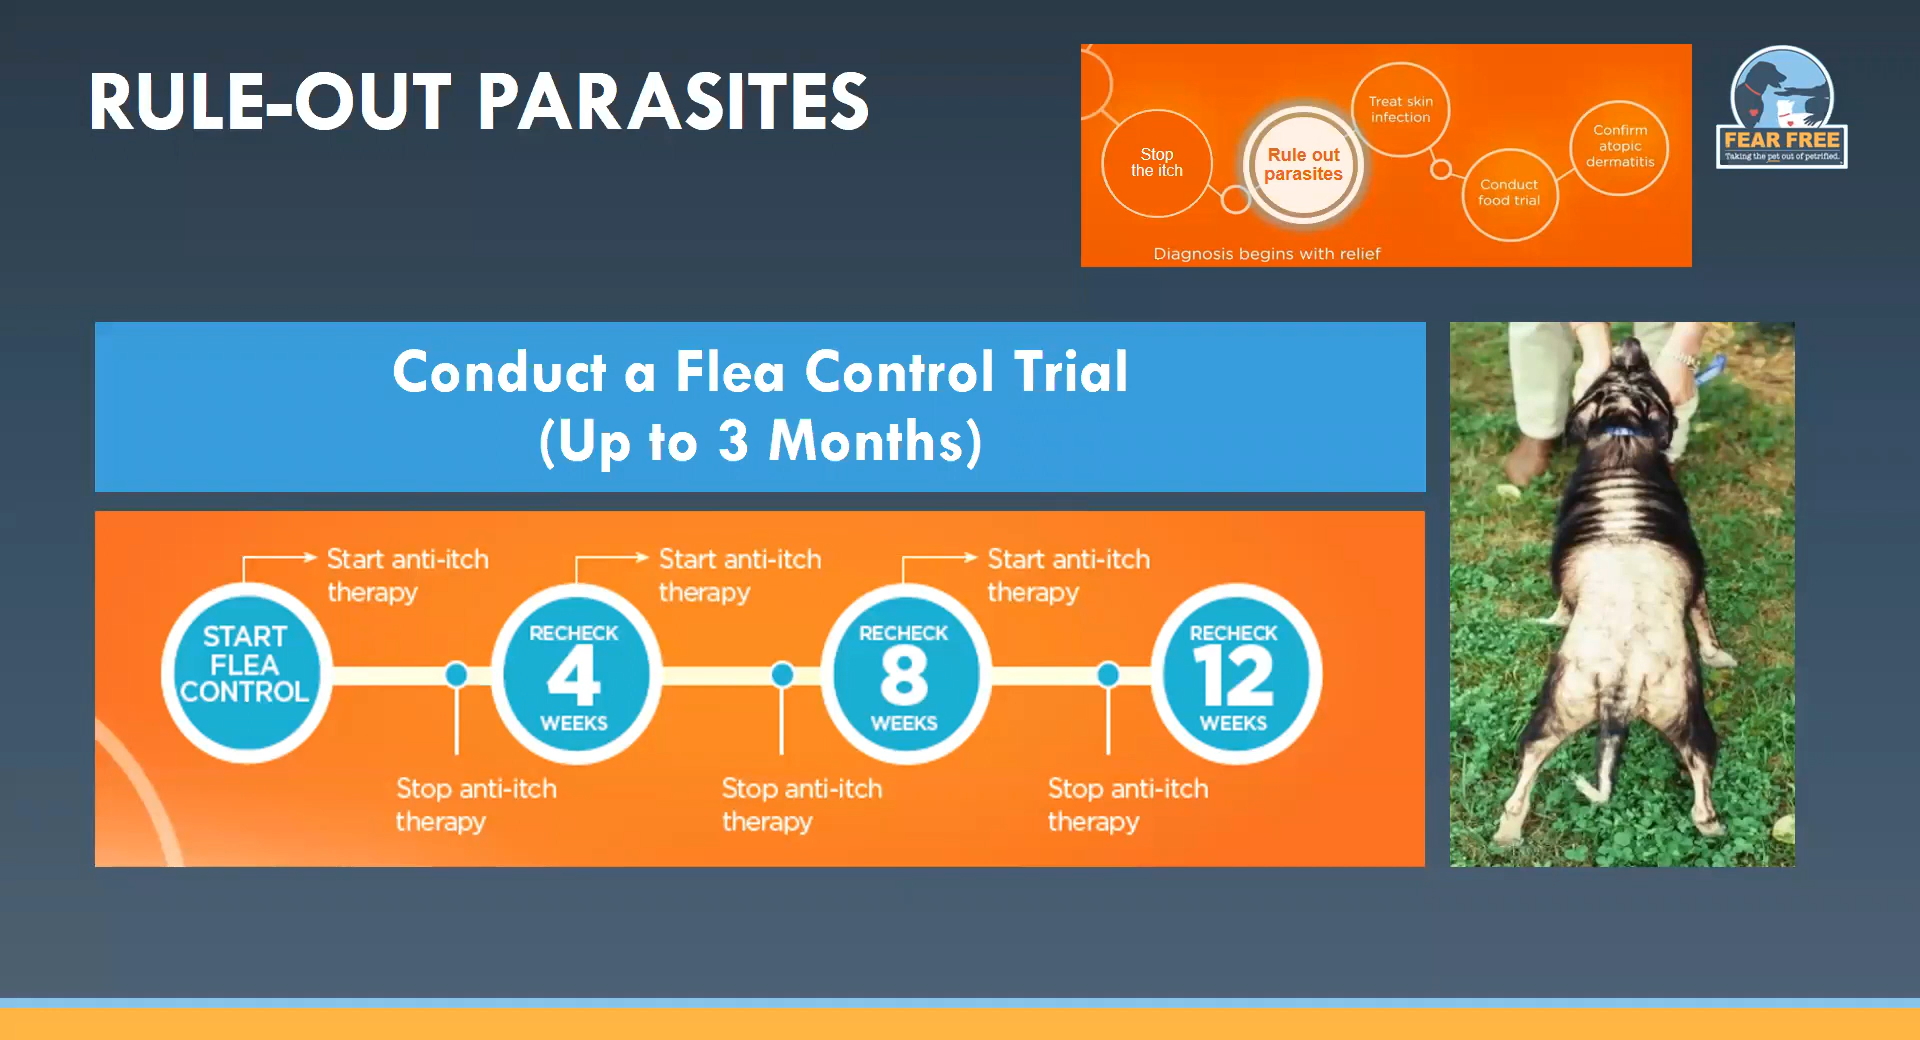 RULE-OUT PARASITES
Stop
the itch
Rule out
parasites
Treat skin
infection
Conduct
food trial
Confirm
atopic
dermatitis
Diagnosis begins with relief
FEAR FREE
Taking the pet out of petrified.
Conduct a Flea Control Trial
(Up to 3 Months)
START
FLEA
CONTROL
Start anti-itch
therapy
Stop anti-itch
therapy
RECHECK
4
WEEKS
Start anti-itch
therapy
Stop anti-itch
therapy
RECHECK
8
WEEKS
Start anti-itch
therapy
Stop anti-itch
therapy
RECHECK
12
WEEKS